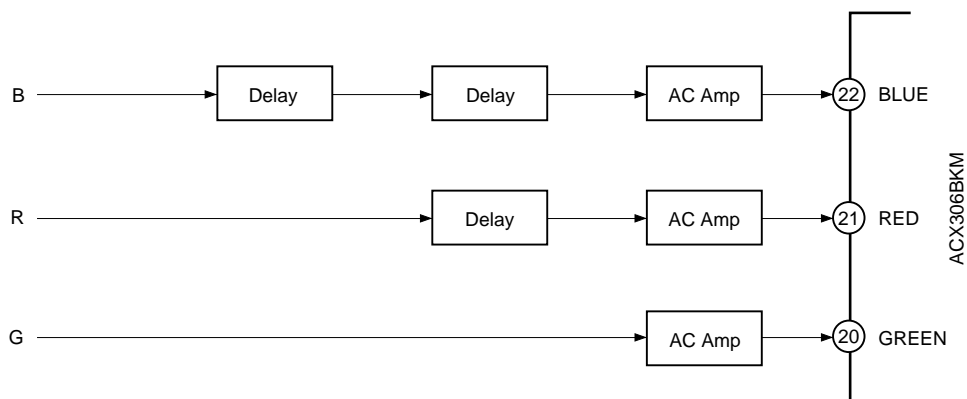 B Delay Delay AC Amp 22 BLUE
R Delay AC Amp 21 RED
G AC Amp 20 GREEN
ACX306BKM